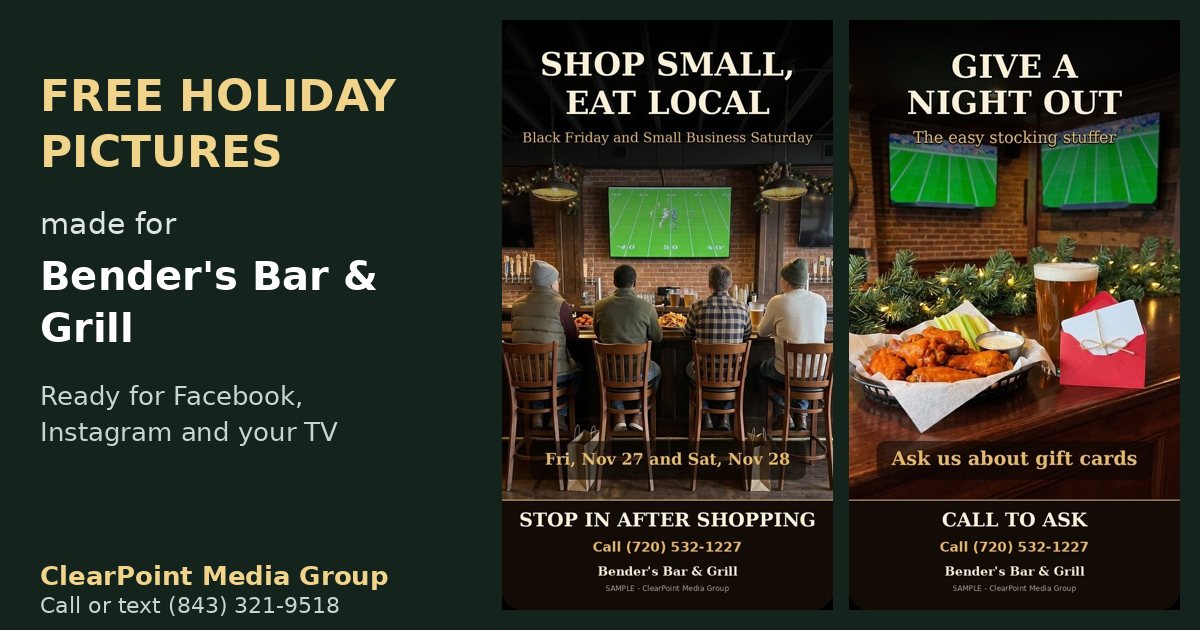 FREE HOLIDAY
PICTURES
made for
Bender's Bar &
Grill
Ready for Facebook,
Instagram and your TV
ClearPoint Media Group
Call or text (843) 321-9518
SHOP SMALL,
EAT LOCAL
Black Friday and Small Business Saturday
Fri, Nov 27 and Sat, Nov 28
STOP IN AFTER SHOPPING
Call (720) 532-1227
Bender's Bar & Grill
SAMPLE - ClearPoint Media Group
GIVE A
NIGHT OUT
The easy stocking stuffer
Ask us about gift cards
CALL TO ASK
Call (720) 532-1227
Bender's Bar & Grill
SAMPLE - ClearPoint Media Group